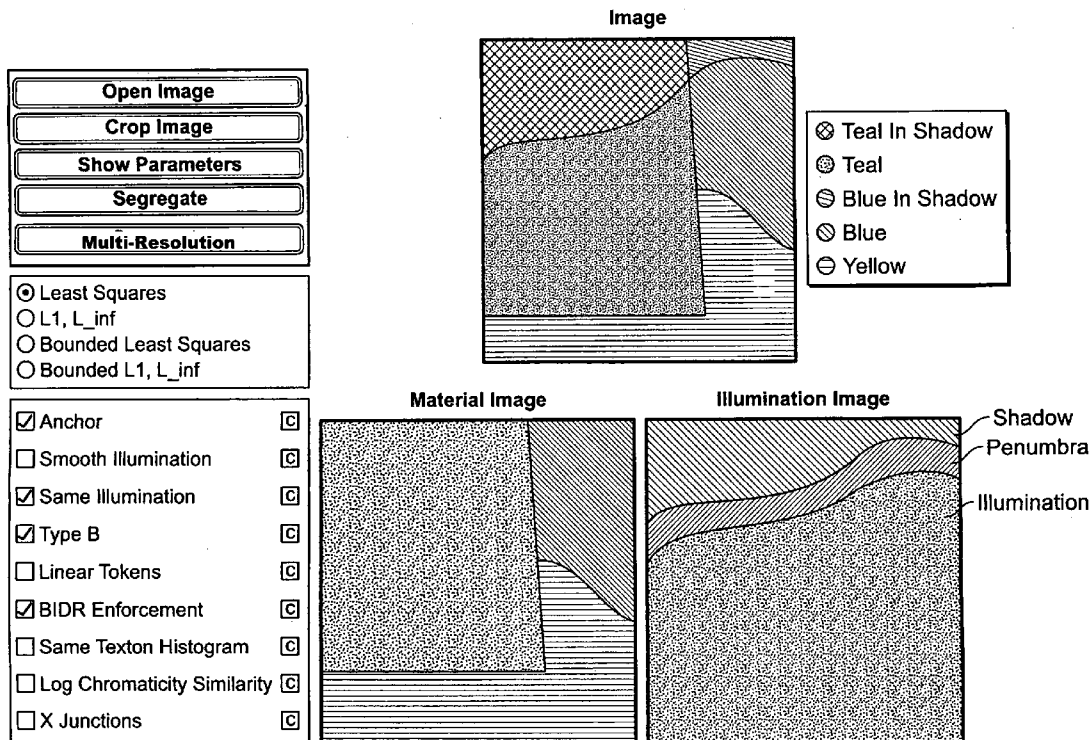 Image
Open Image
Crop Image
Show Parameters
Segregate
Multi-Resolution
Teal In Shadow
Teal
Blue In Shadow
Blue
Yellow
Least Squares
L1, L_inf
Bounded Least Squares
Bounded L1, L_inf
Anchor C
Smooth Illumination C
Same Illumination C
Type B C
Linear Tokens C
BIDR Enforcement C
Same Texton Histogram C
Log Chromaticity Similarity C
X Junctions C
Material Image
Illumination Image
Shadow
Penumbra
Illumination